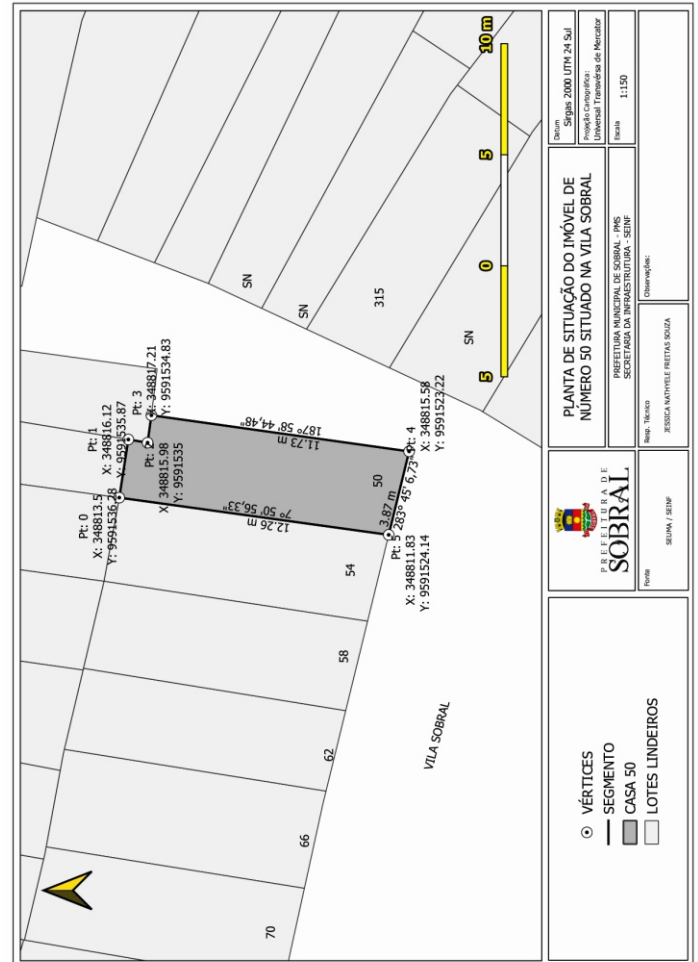 Pt: 0
X: 348813.5
Y: 9591536.28
Pt: 1
X: 348816.12
Y: 9591535.87
Pt: 2
X: 348815.98
Y: 9591535
Pt: 3
X: 348817.21
Y: 9591534.83
Pt: 4
X: 348815.58
Y: 9591523.22
Pt: 5
X: 348811.83
Y: 9591524.14
12.26 m
7° 50' 56,33"
11.73 m
187° 58' 44,48"
3.87 m
283° 45' 6,73"
50
54
58
62
66
70
SN
SN
315
SN
VILA SOBRAL
5
0
5
10 m
VÉRTICES
SEGMENTO
CASA 50
LOTES LINDEIROS
PREFEITURA DE
SOBRAL
PLANTA DE SITUAÇÃO DO IMÓVEL DE
NÚMERO 50 SITUADO NA VILA SOBRAL
PREFEITURA MUNICIPAL DE SOBRAL - PMS
SECRETARIA DA INFRAESTRUTURA - SEINF
Datum
Sirgas 2000 UTM 24 Sul
Projeção Cartográfica:
Universal Transversa de Mercator
Escala
1:150
Fonte
SEUMA / SEINF
Resp. Técnico
JESSICA NATHYELE FREITAS SOUZA
Observações: